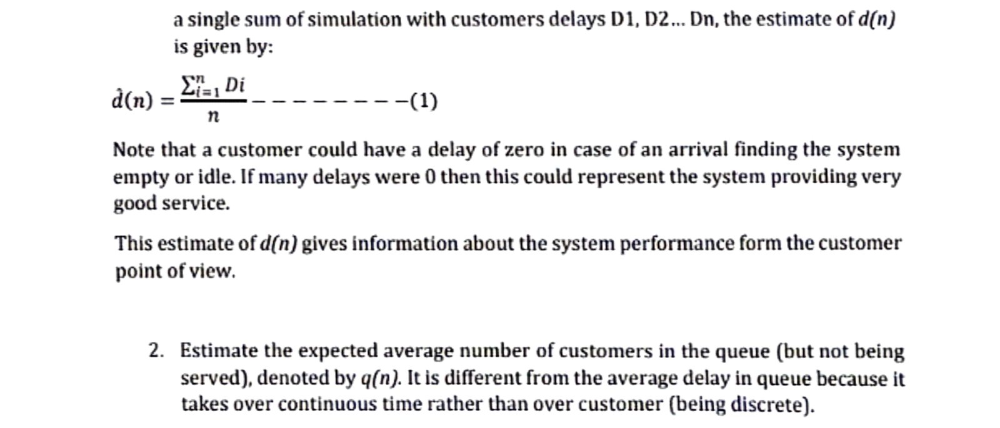 a single sum of simulation with customers delays D1, D2... Dn, the estimate of d(n)
is given by:
d̂(n) = \frac{\sum_{i=1}^{n} Di}{n} - - - - - - - - -(1)
Note that a customer could have a delay of zero in case of an arrival finding the system
empty or idle. If many delays were 0 then this could represent the system providing very
good service.
This estimate of d(n) gives information about the system performance form the customer
point of view.
2. Estimate the expected average number of customers in the queue (but not being
served), denoted by q(n). It is different from the average delay in queue because it
takes over continuous time rather than over customer (being discrete).